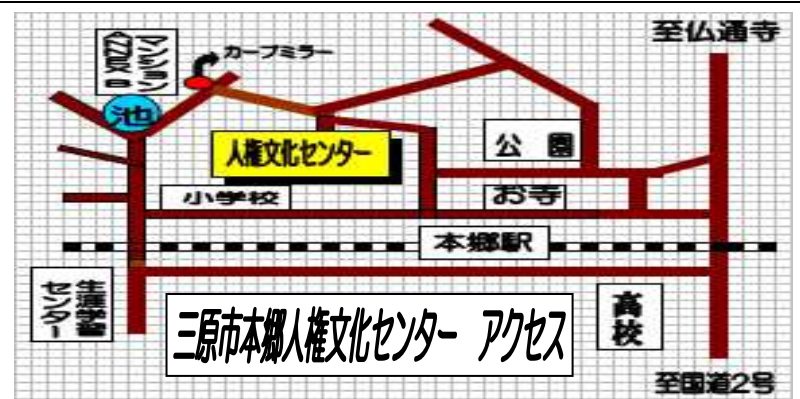 至仏通寺
マンション
カーブミラー
池
公園
人権文化センター
小学校
お寺
本郷駅
生涯学習
センター
高校
三原市本郷人権文化センター　アクセス
至国道2号